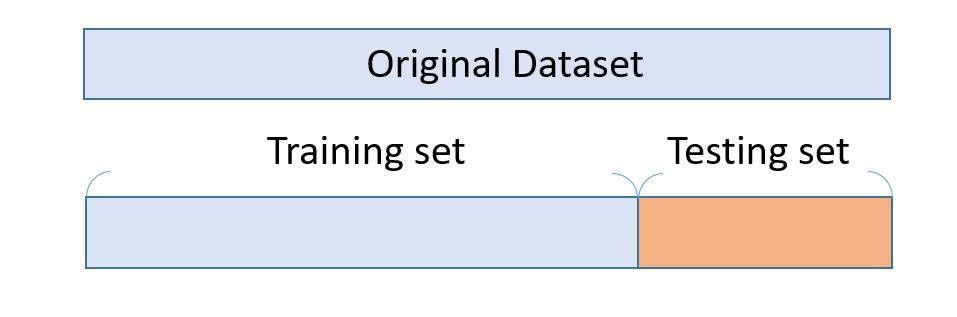 Original Dataset
Training set
Testing set